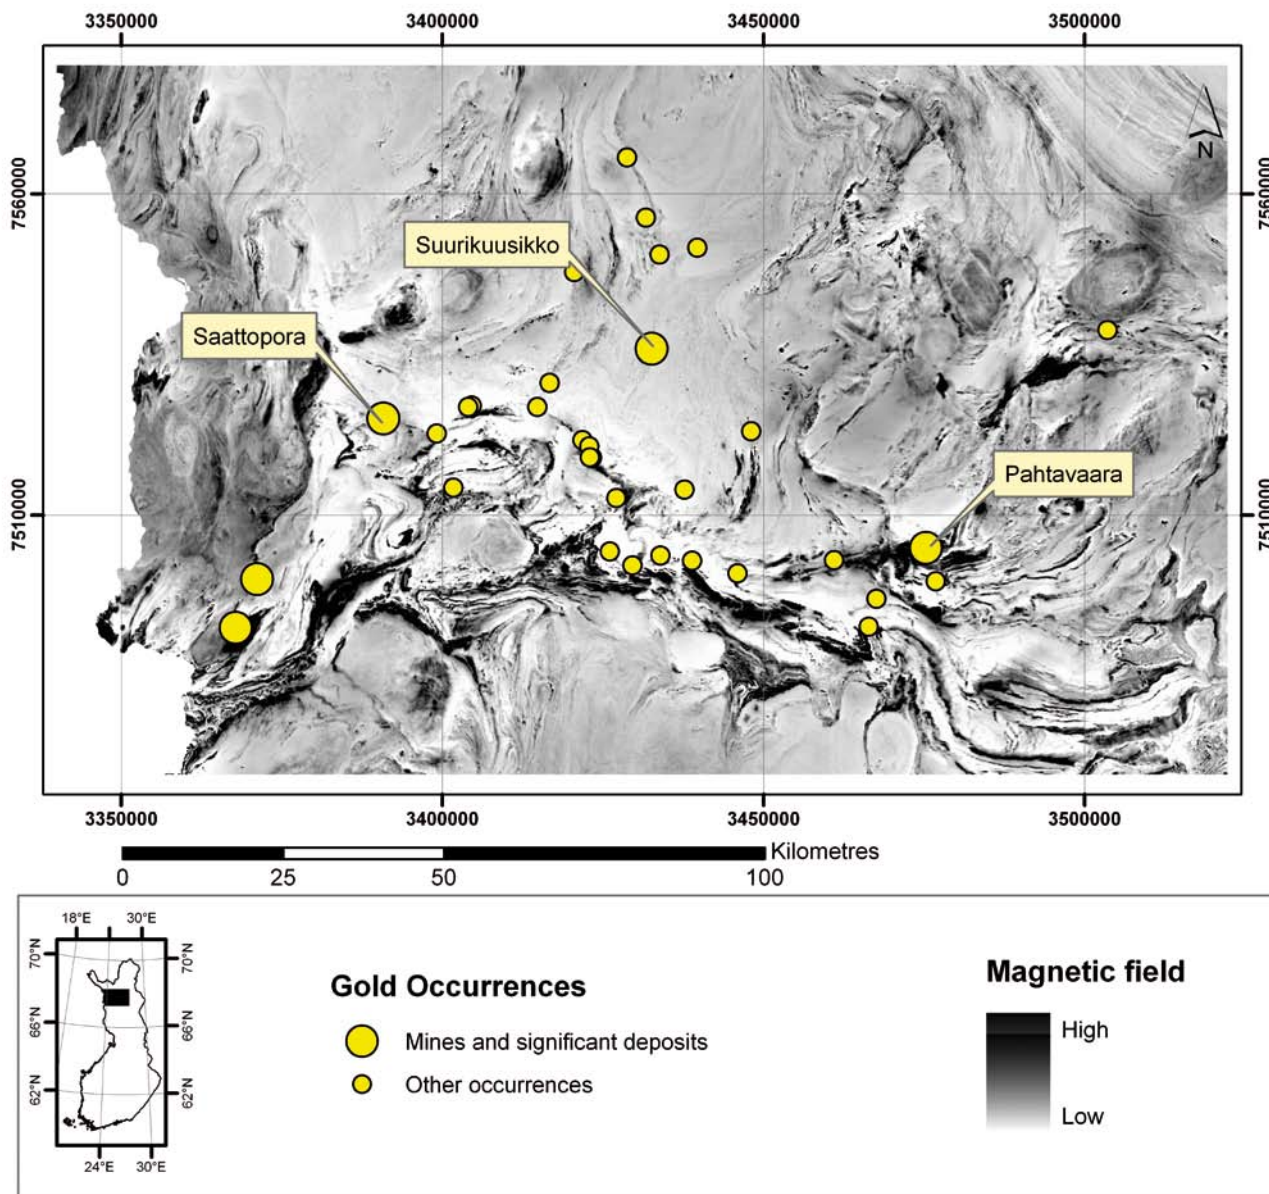 3350000 3400000 3450000 3500000
7560000 7560000
N
Suurikuusikko
Saattopora
Pahtavaara
7510000 7510000
3350000 3400000 3450000 3500000
Kilometres
0 25 50 100
18°E 30°E
70°N 70°N
66°N 66°N
62°N 62°N
24°E 30°E
Gold Occurrences
Mines and significant deposits
Other occurrences
Magnetic field
High
Low